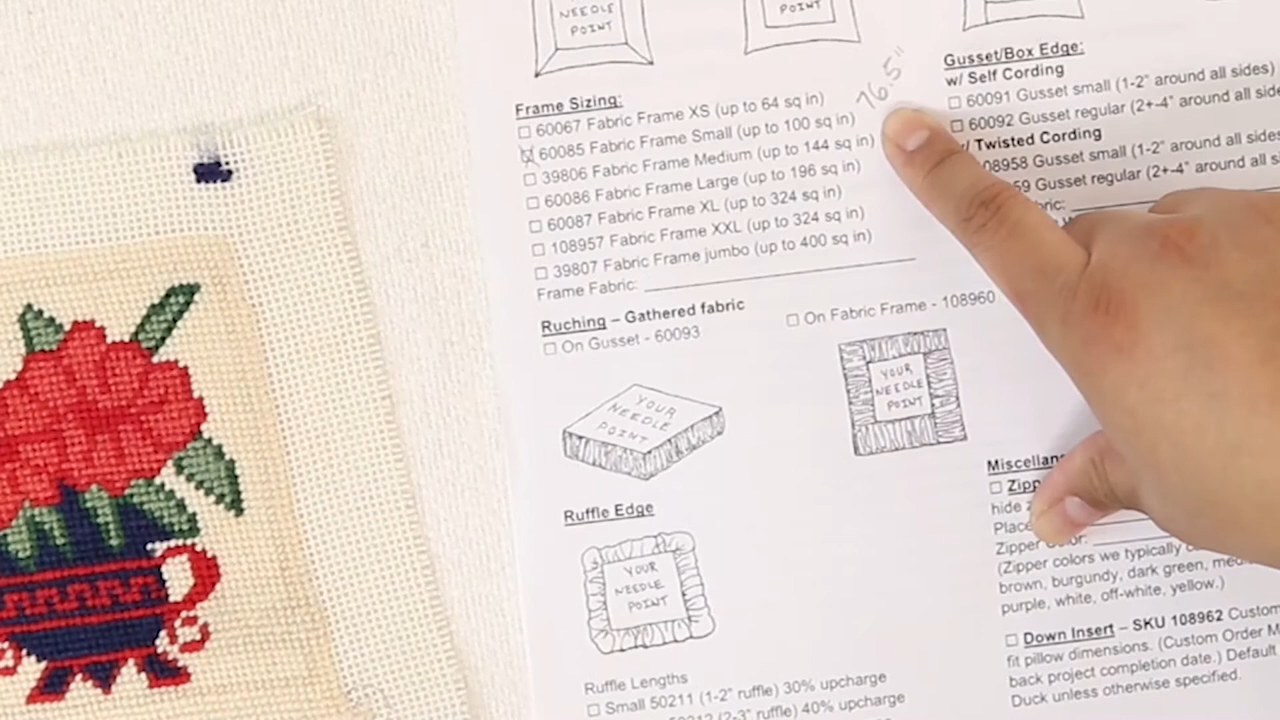 NEEDLE
POINT
POINT
76.5"
Frame Sizing:
60067 Fabric Frame XS (up to 64 sq in)
60085 Fabric Frame Small (up to 100 sq in)
39806 Fabric Frame Medium (up to 144 sq in)
60086 Fabric Frame Large (up to 196 sq in)
60087 Fabric Frame XL (up to 324 sq in)
108957 Fabric Frame XXL (up to 324 sq in)
39807 Fabric Frame jumbo (up to 400 sq in)
Frame Fabric:
Ruching – Gathered fabric
On Gusset - 60093
On Fabric Frame - 108960
YOUR
NEEDLE
POINT
YOUR
NEEDLE
POINT
Ruffle Edge
YOUR
NEEDLE
POINT
Ruffle Lengths
Small 50211 (1-2" ruffle) 30% upcharge
(2-3" ruffle) 40% upcharge
Gusset/Box Edge:
w/ Self Cording
60091 Gusset small (1-2" around all sides)
60092 Gusset regular (2+-4" around all
Twisted Cording
Gusset small (1-2" around all sides
Gusset regular (2+-4" around all
hide
Zipper
(Zipper colors we typically
brown, burgundy, dark green,
purple, white, off-white, yellow.)
Down Insert – SKU 108962
fit pillow dimensions. (Custom Order
back project completion date.) Default
Duck unless otherwise specified.